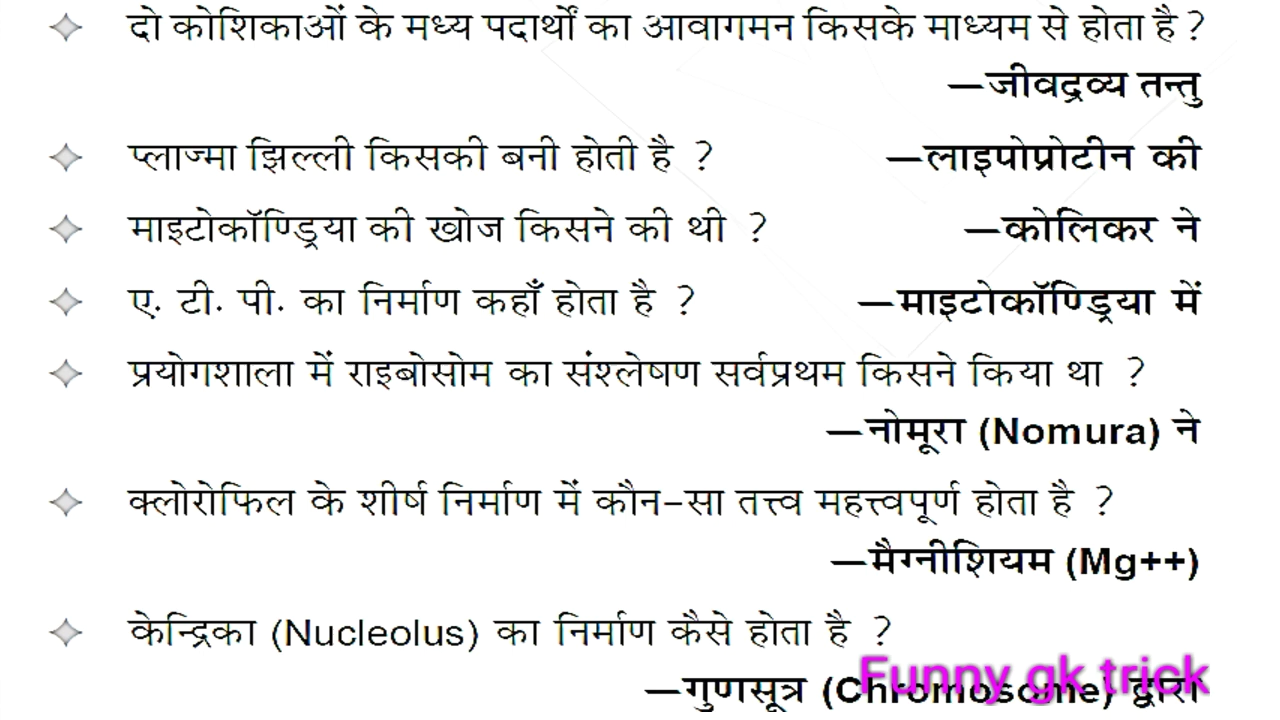 दो कोशिकाओं के मध्य पदार्थों का आवागमन किसके माध्यम से होता है ?
—जीवद्रव्य तन्तु
प्लाज्मा झिल्ली किसकी बनी होती है ? —लाइपोप्रोटीन की
माइटोकॉण्ड्रिया की खोज किसने की थी ? —कोलिकर ने
ए. टी. पी. का निर्माण कहाँ होता है ? —माइटोकॉण्ड्रिया में
प्रयोगशाला में राइबोसोम का संश्लेषण सर्वप्रथम किसने किया था ?
—नोमूरा (Nomura) ने
क्लोरोफिल के शीर्ष निर्माण में कौन-सा तत्त्व महत्त्वपूर्ण होता है ?
—मैग्नीशियम (Mg++)
केन्द्रिका (Nucleolus) का निर्माण कैसे होता है ?
—गुणसूत्र (Chromosome) द्वारा
Funny gk trick